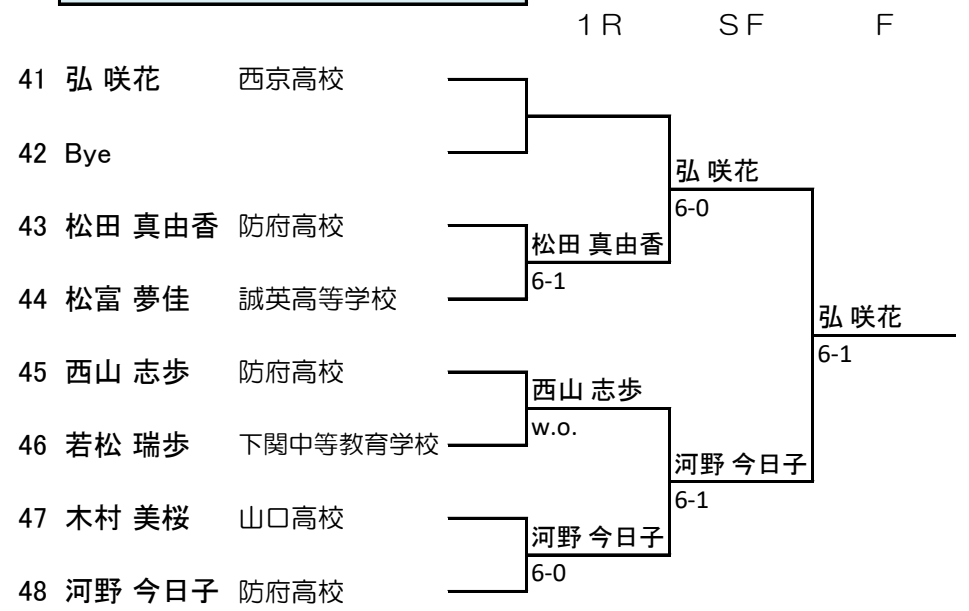 １Ｒ ＳＦ Ｆ
41 弘 咲花 西京高校
42 Bye
弘 咲花
6-0
43 松田 真由香 防府高校
松田 真由香
6-1
44 松富 夢佳 誠英高等学校
弘 咲花
6-1
45 西山 志歩 防府高校
西山 志歩
w.o.
46 若松 瑞歩 下関中等教育学校
河野 今日子
6-1
47 木村 美桜 山口高校
河野 今日子
6-0
48 河野 今日子 防府高校